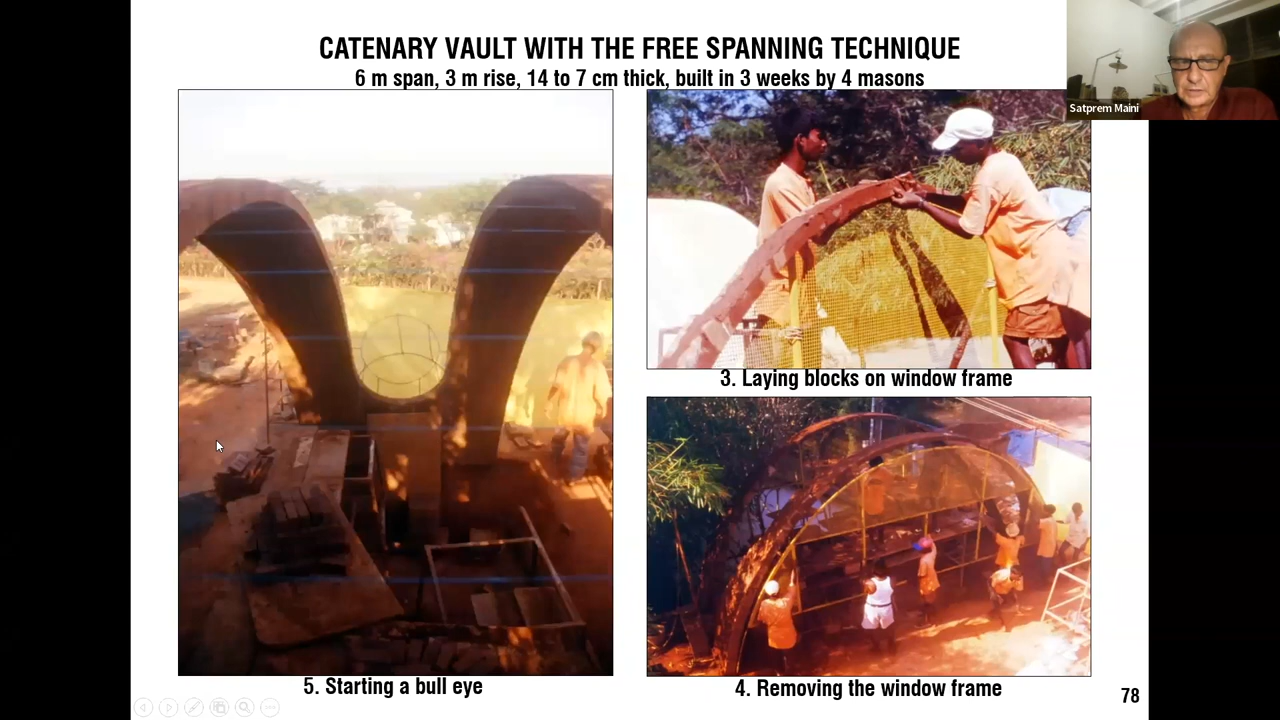 CATENARY VAULT WITH THE FREE SPANNING TECHNIQUE
6 m span, 3 m rise, 14 to 7 cm thick, built in 3 weeks by 4 masons
Satprem Maini
3. Laying blocks on window frame
5. Starting a bull eye
4. Removing the window frame
78